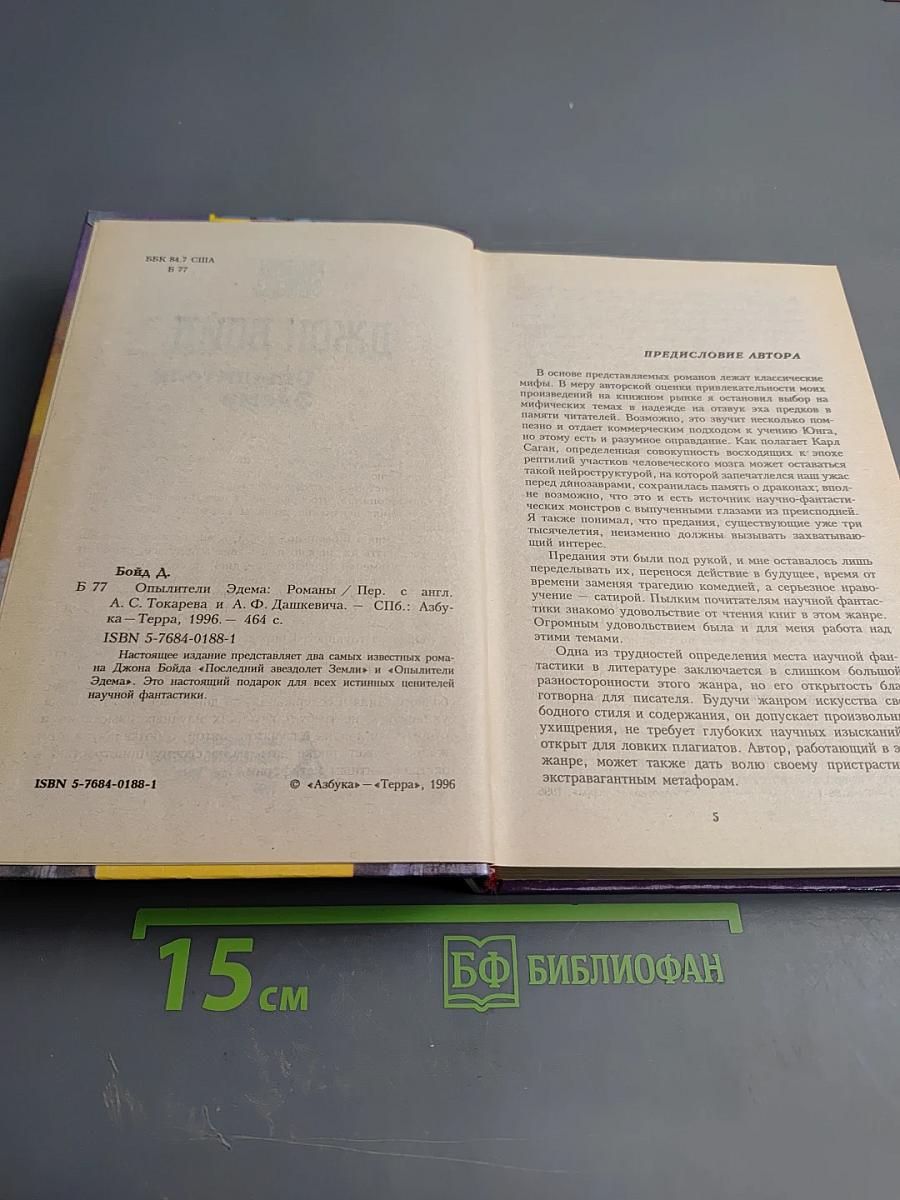 ББК 84.7 США
Б 77
Бойд Д.
Б 77 Опылители Эдема: Романы / Пер. с англ.
А. С. Токарева и А. Ф. Дашкевича. — СПб.: Азбу-
ка — Терра, 1996. — 464 с.
ISBN 5-7684-0188-1
Настоящее издание представляет два самых известных рома-
на Джона Бойда «Последний звездолет Земли» и «Опылители
Эдема». Это настоящий подарок для всех истинных ценителей
научной фантастики.
ISBN 5-7684-0188-1
© «Азбука» — «Терра», 1996
ПРЕДИСЛОВИЕ АВТОРА
В основе представляемых романов лежат классические
мифы. В меру авторской оценки привлекательности моих
произведений на книжном рынке я остановил выбор на
мифических темах в надежде на отзвук эха предков в
памяти читателей. Возможно, это звучит несколько пом-
пезно и отдает коммерческим подходом к учению Юнга,
но этому есть и разумное оправдание. Как полагает Карл
Саган, определенная совокупность восходящих к эпохе
рептилий участков человеческого мозга может оставаться
такой нейроструктурой, на которой запечатлелся наш ужас
перед динозаврами, сохранилась память о драконах; впол-
не возможно, что это и есть источник научно-фантасти-
ческих монстров с выпученными глазами из преисподней.
Я также понимал, что предания, существующие уже три
тысячелетия, неизменно должны вызывать захватываю-
щий интерес.
Предания эти были под рукой, и мне оставалось лишь
переделывать их, перенося действие в будущее, время от
времени заменяя трагедию комедией, а серьезное нраво-
учение — сатирой. Пылким почитателям научной фантас-
тики знакомо удовольствие от чтения книг в этом жанре.
Огромным удовольствием была и для меня работа над
этими темами.
Одна из трудностей определения места научной фан-
тастики в литературе заключается в слишком большой
разносторонности этого жанра, но его открытость бла
готворна для писателя. Будучи жанром искусства сво
бодного стиля и содержания, он допускает произвольн
ухищрения, не требует глубоких научных изысканий
открыт для ловких плагиатов. Автор, работающий в э
жанре, может также дать волю своему пристрасти
экстравагантным метафорам.
5
15 см
БФ БИБЛИОФАН